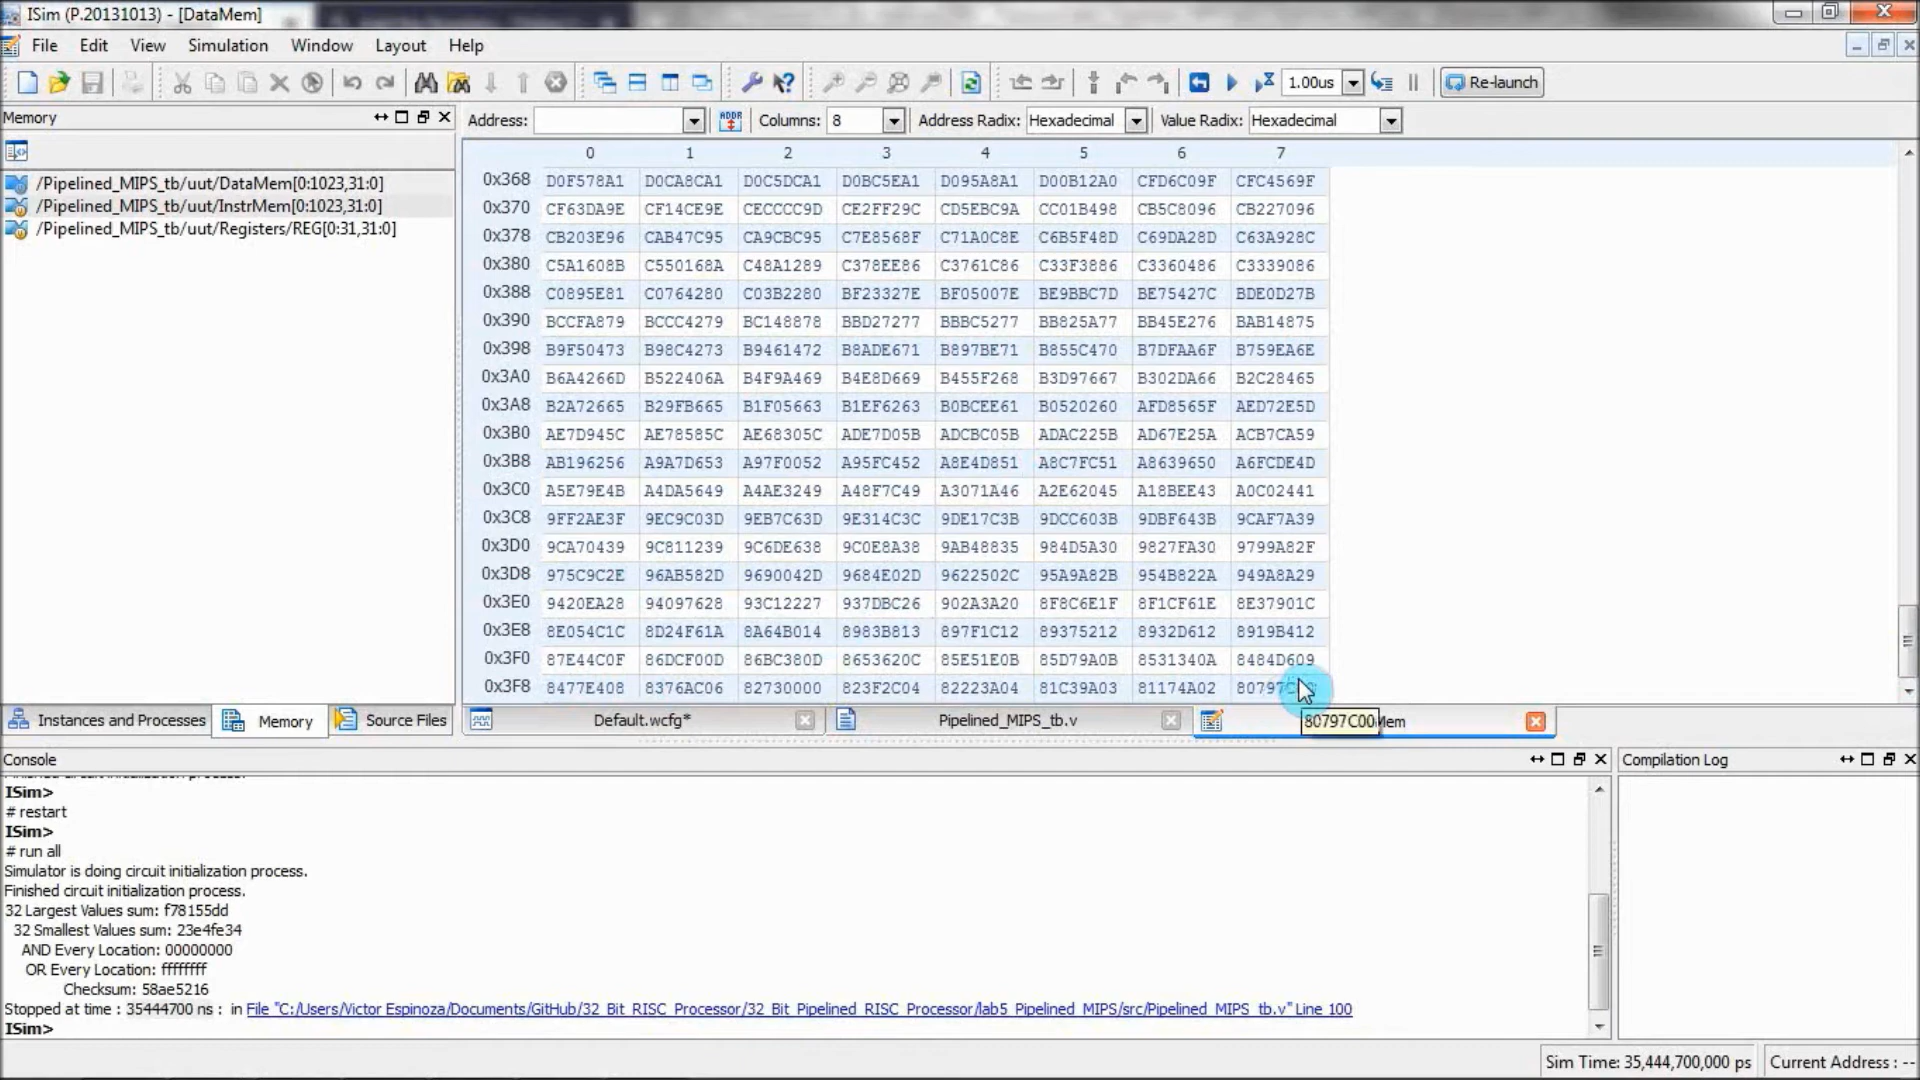 ISim (P.20131013) - [DataMem]
File Edit View Simulation Window Layout Help
1.00us Re-launch
Memory
Address: Columns: 8 Address Radix: Hexadecimal Value Radix: Hexadecimal
/Pipelined_MIPS_tb/uut/DataMem[0:1023,31:0]
/Pipelined_MIPS_tb/uut/InstrMem[0:1023,31:0]
/Pipelined_MIPS_tb/uut/Registers/REG[0:31,31:0]
0 1 2 3 4 5 6 7
0x368 D0F578A1 D0CA8CA1 D0C5DCA1 D0BC5EA1 D095A8A1 D00B12A0 CFD6C09F CFC4569F
0x370 CF63DA9E CF14CE9E CECCCC9D CE2FF29C CD5EBC9A CC01B498 CB5C8096 CB227096
0x378 CB203E96 CAB47C95 CA9CBC95 C7E8568F C71A0C8E C6B5F48D C69DA28D C63A928C
0x380 C5A1608B C550168A C48A1289 C378EE86 C3761C86 C33F3886 C3360486 C3339086
0x388 C0895E81 C0764280 C03B2280 BF23327E BF05007E BE9BBC7D BE75427C BDE0D27B
0x390 BCCFA879 BCCC4279 BC148878 BBD27277 BBBC5277 BB825A77 BB45E276 BAB14875
0x398 B9F50473 B98C4273 B9461472 B8ADE671 B897BE71 B855C470 B7DFAA6F B759EA6E
0x3A0 B6A4266D B522406A B4F9A469 B4E8D669 B455F268 B3D97667 B302DA66 B2C28465
0x3A8 B2A72665 B29FB665 B1F05663 B1EF6263 B0BCEE61 B0520260 AFD8565F AED72E5D
0x3B0 AE7D945C AE78585C AE68305C ADE7D05B ADCBC05B ADAC225B AD67E25A ACB7CA59
0x3B8 AB196256 A9A7D653 A97F0052 A95FC452 A8E4D851 A8C7FC51 A8639650 A6FCDE4D
0x3C0 A5E79E4B A4DA5649 A4AE3249 A48F7C49 A3071A46 A2E62045 A18BEE43 A0C02441
0x3C8 9FF2AE3F 9EC9C03D 9EB7C63D 9E314C3C 9DE17C3B 9DCC603B 9DBF643B 9CAF7A39
0x3D0 9CA70439 9C811239 9C6DE638 9C0E8A38 9AB48835 984D5A30 9827FA30 9799A82F
0x3D8 975C9C2E 96AB582D 9690042D 9684E02D 9622502C 95A9A82B 954B822A 949A8A29
0x3E0 9420EA28 94097628 93C12227 937DBC26 902A3A20 8F8C6E1F 8F1CF61E 8E37901C
0x3E8 8E054C1C 8D24F61A 8A64B014 8983B813 897F1C12 89375212 8932D612 8919B412
0x3F0 87E44C0F 86DCF00D 86BC380D 8653620C 85E51E0B 85D79A0B 8531340A 8484D609
0x3F8 8477E408 8376AC06 82730000 823F2C04 82223A04 81C39A03 81174A02
Instances and Processes Memory Source Files Default.wcfg* Pipelined_MIPS_tb.v 80797C00
Console Compilation Log
ISim>
# restart
ISim>
# run all
Simulator is doing circuit initialization process.
Finished circuit initialization process.
32 Largest Values sum: f78155dd
32 Smallest Values sum: 23e4fe34
AND Every Location: 00000000
OR Every Location: ffffffff
Checksum: 58ae5216
Stopped at time : 35444700 ns : in File "C:/Users/Victor Espinoza/Documents/GitHub/32_Bit_RISC_Processor/32_Bit_Pipelined_RISC_Processor/lab5_Pipelined_MIPS/src/Pipelined_MIPS_tb.v" Line 100
ISim>
Sim Time: 35,444,700,000 ps Current Address : --